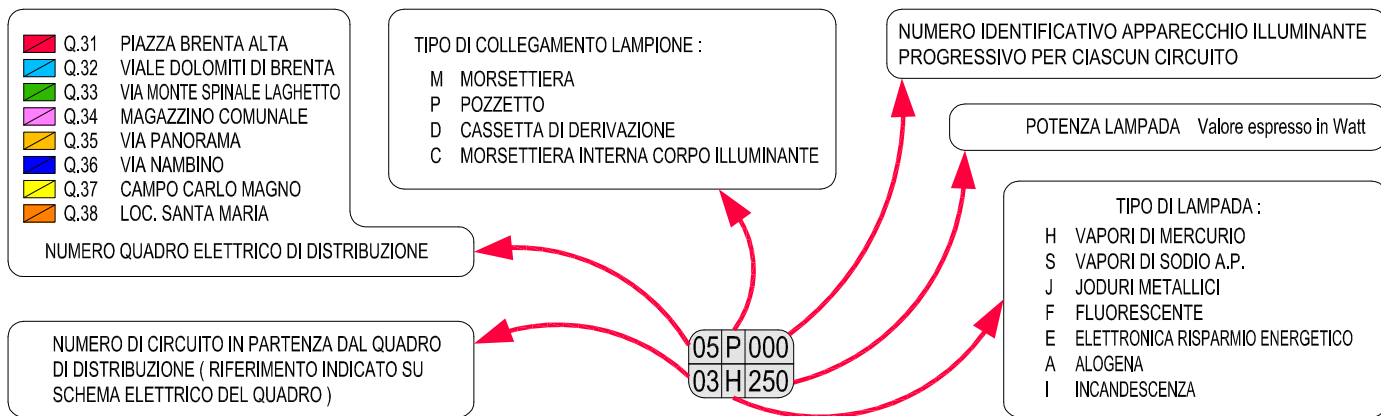 Q.31 PIAZZA BRENTA ALTA
Q.32 VIALE DOLOMITI DI BRENTA
Q.33 VIA MONTE SPINALE LAGHETTO
Q.34 MAGAZZINO COMUNALE
Q.35 VIA PANORAMA
Q.36 VIA NAMBINO
Q.37 CAMPO CARLO MAGNO
Q.38 LOC. SANTA MARIA
NUMERO QUADRO ELETTRICO DI DISTRIBUZIONE
TIPO DI COLLEGAMENTO LAMPIONE :
M MORSETTIERA
P POZZETTO
D CASSETTA DI DERIVAZIONE
C MORSETTIERA INTERNA CORPO ILLUMINANTE
NUMERO IDENTIFICATIVO APPARECCHIO ILLUMINANTE
PROGRESSIVO PER CIASCUN CIRCUITO
POTENZA LAMPADA Valore espresso in Watt
TIPO DI LAMPADA :
H VAPORI DI MERCURIO
S VAPORI DI SODIO A.P.
J JODURI METALLICI
F FLUORESCENTE
E ELETTRONICA RISPARMIO ENERGETICO
A ALOGENA
I INCANDESCENZA
NUMERO DI CIRCUITO IN PARTENZA DAL QUADRO
DI DISTRIBUZIONE ( RIFERIMENTO INDICATO SU
SCHEMA ELETTRICO DEL QUADRO )
05 P 000
03 H 250